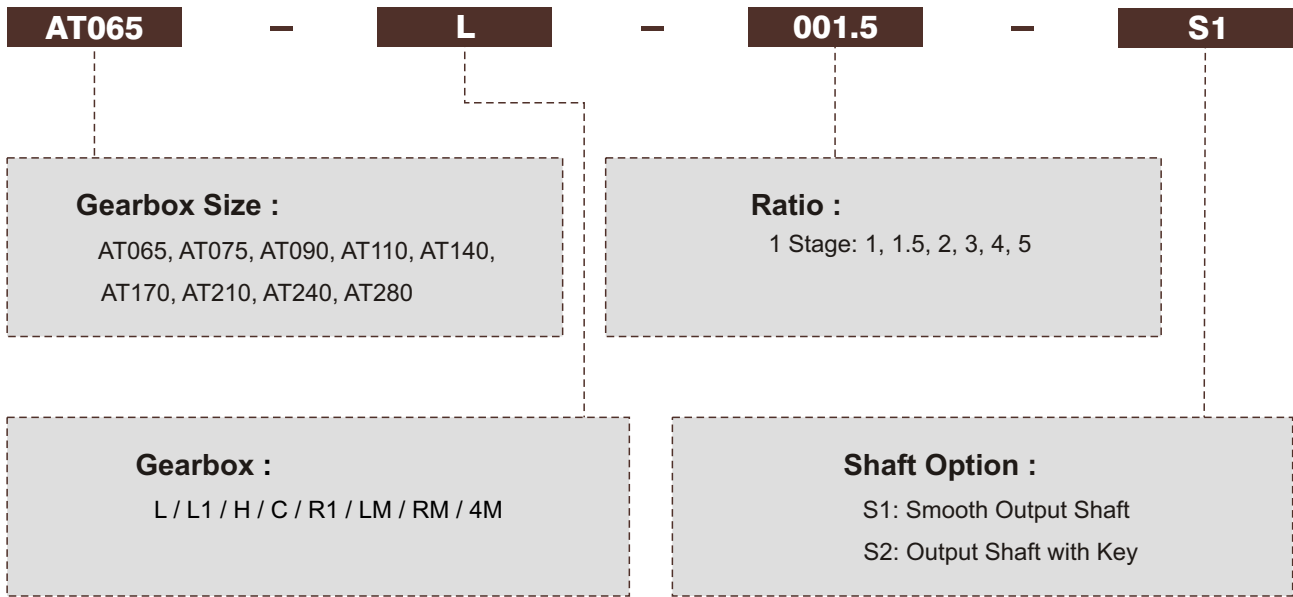 AT065 – L – 001.5 – S1
Gearbox Size :
AT065, AT075, AT090, AT110, AT140,
AT170, AT210, AT240, AT280
Ratio :
1 Stage: 1, 1.5, 2, 3, 4, 5
Gearbox :
L / L1 / H / C / R1 / LM / RM / 4M
Shaft Option :
S1: Smooth Output Shaft
S2: Output Shaft with Key